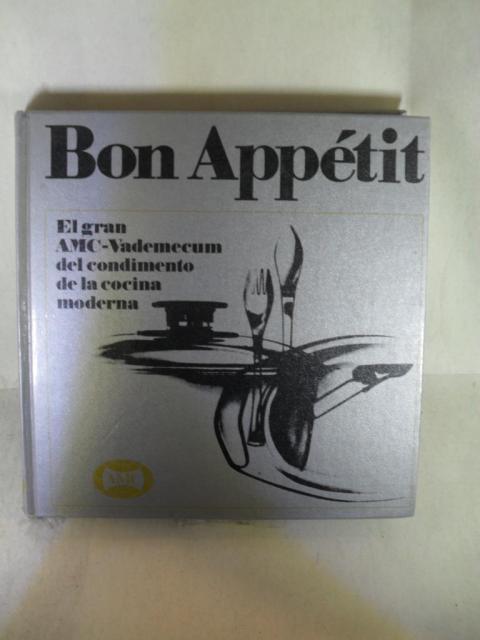 Bon Appétit
El gran
AMC-Vademecum
del condimento
de la cocina
moderna
AMC